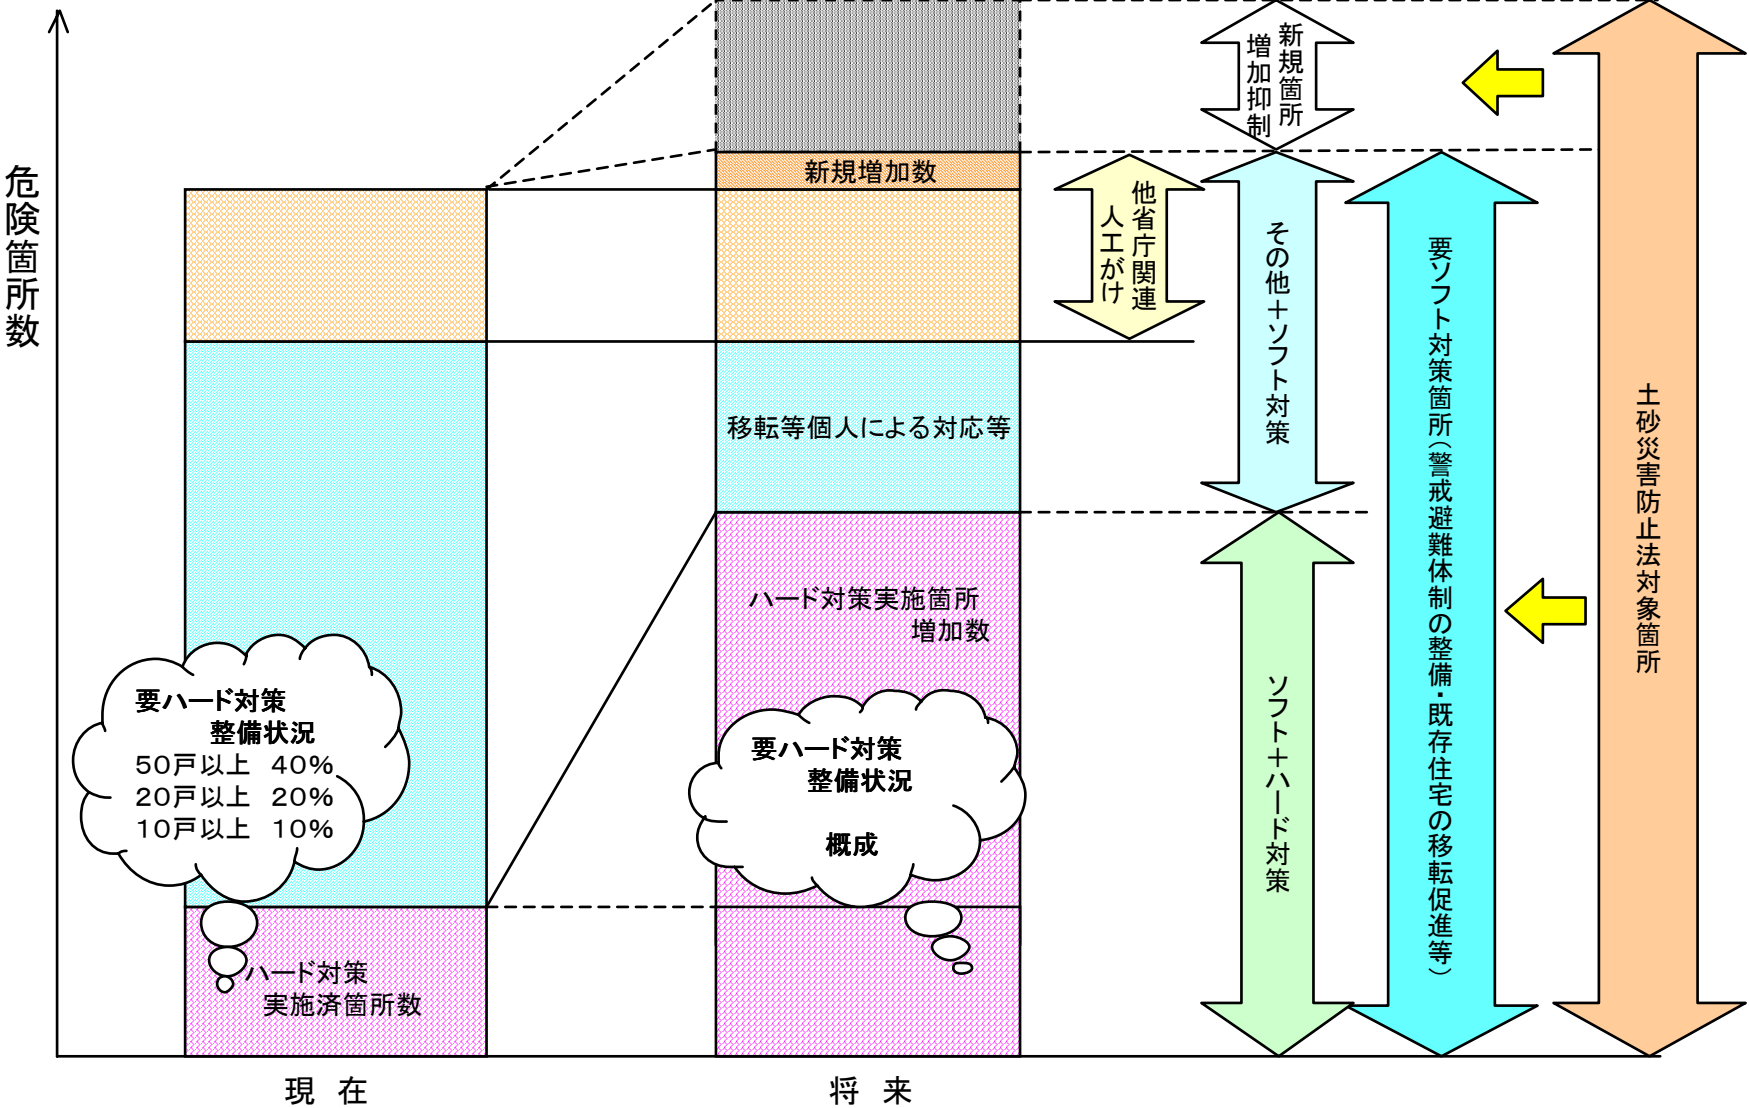 危険箇所数
新規増加数
移転等個人による対応等
ハード対策実施箇所
増加数
要ハード対策
整備状況
50戸以上 40%
20戸以上 20%
10戸以上 10%
要ハード対策
整備状況
概成
ハード対策
実施済箇所数
現 在
将 来
他省庁関連
人工がけ
新規箇所
増加抑制
その他+ソフト対策
ソフト+ハード対策
要ソフト対策箇所(警戒避難体制の整備・既存住宅の移転促進等)
土砂災害防止法対象箇所